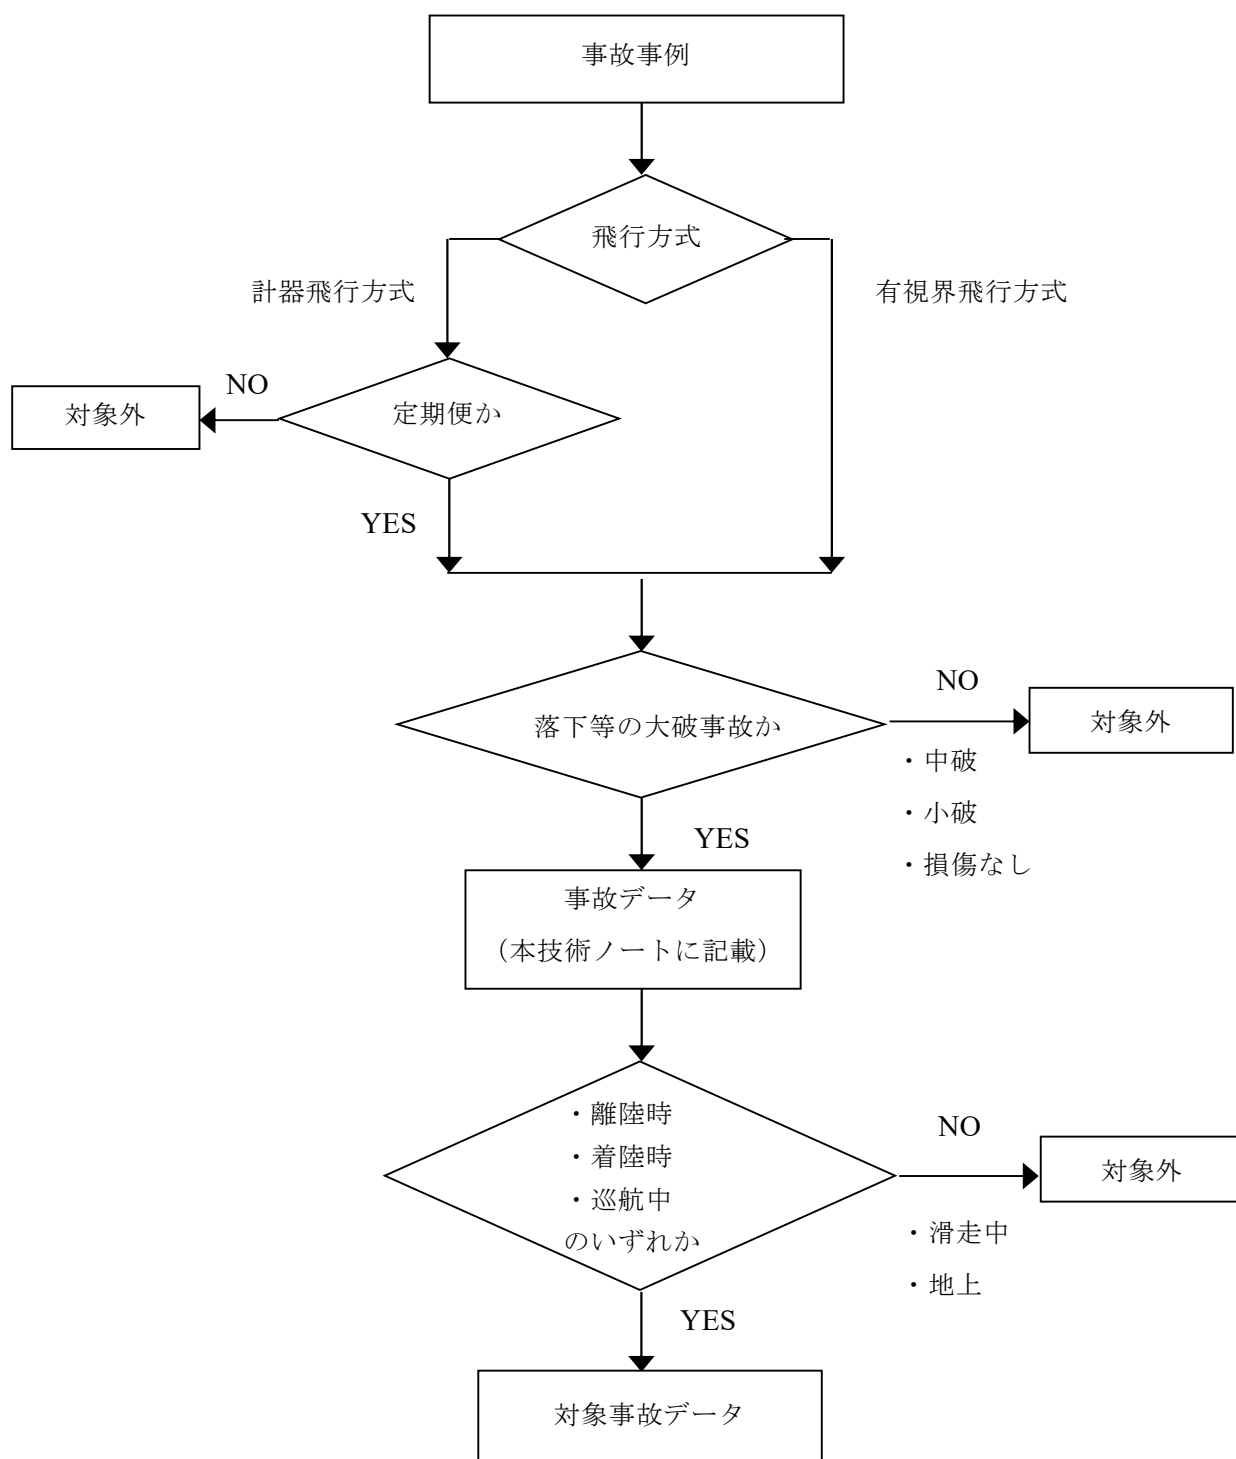 事故事例
飛行方式
計器飛行方式
有視界飛行方式
NO
対象外
定期便か
YES
落下等の大破事故か
NO
対象外
・中破
・小破
・損傷なし
YES
事故データ
（本技術ノートに記載）
・離陸時
・着陸時
・巡航中
のいずれか
NO
対象外
・滑走中
・地上
YES
対象事故データ